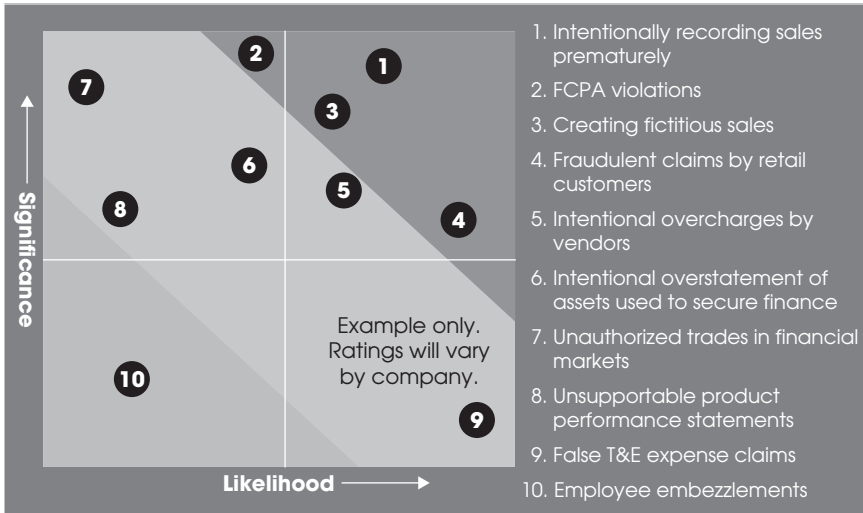 Significance
7
2
1
3
6
5
8
4
10
9
Example only.
Ratings will vary
by company.
Likelihood
1. Intentionally recording sales
prematurely
2. FCPA violations
3. Creating fictitious sales
4. Fraudulent claims by retail
customers
5. Intentional overcharges by
vendors
6. Intentional overstatement of
assets used to secure finance
7. Unauthorized trades in financial
markets
8. Unsupportable product
performance statements
9. False T&E expense claims
10. Employee embezzlements